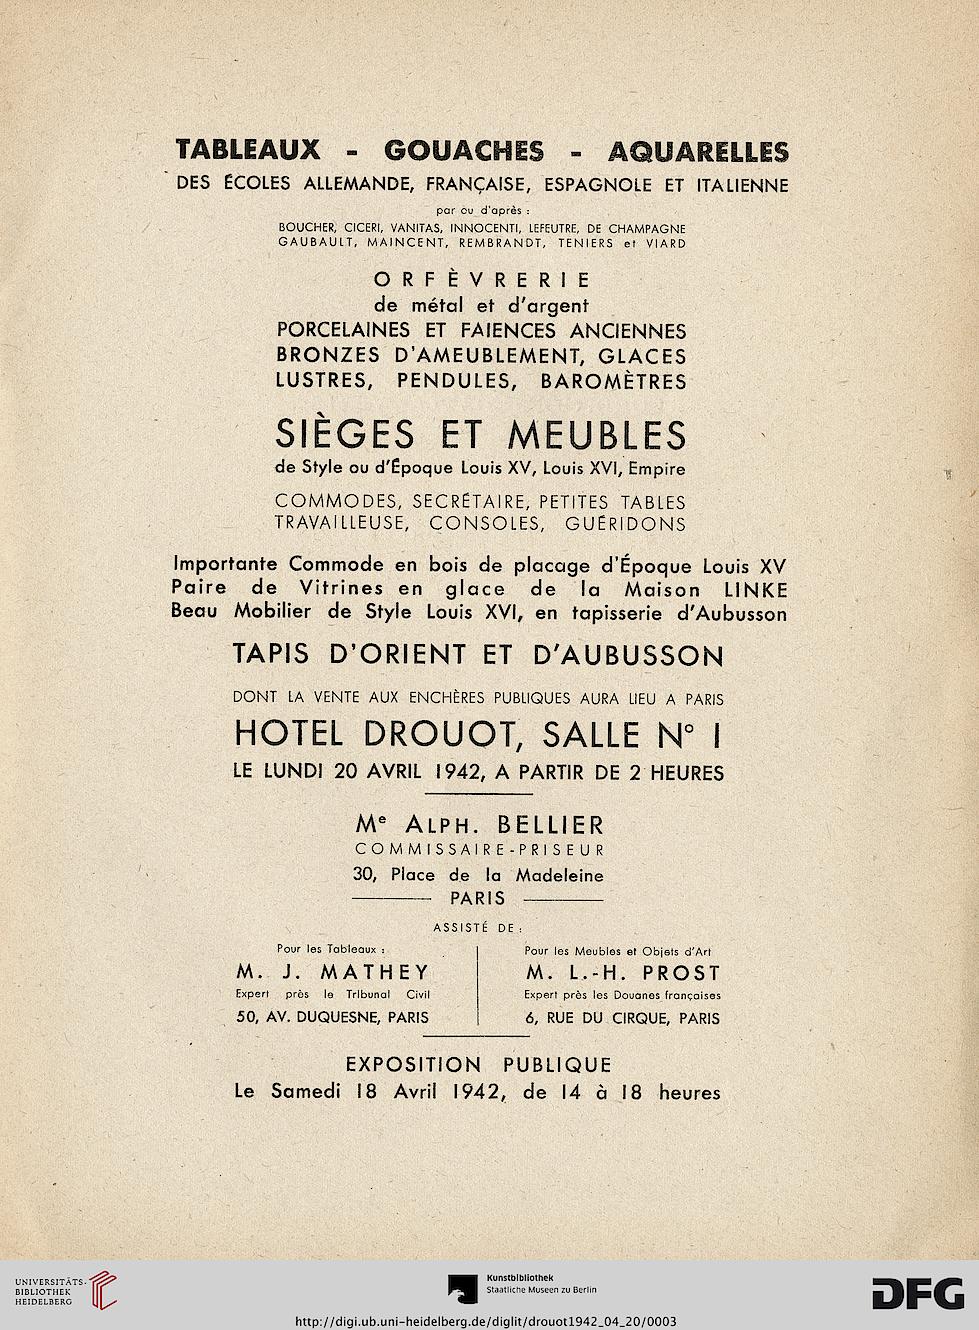 TABLEAUX - GOUACHES - AQUARELLES
DES ÉCOLES ALLEMANDE, FRANÇAISE, ESPAGNOLE ET ITALIENNE
par ou d'après :
BOUCHER, CICERI, VANITAS, INNOCENTI, LEFEUTRE, DE CHAMPAGNE
GAUBAULT, MAINCENT, REMBRANDT, TENIERS et VIARD
ORFÈVRERIE
de métal et d'argent
PORCELAINES ET FAIENCES ANCIENNES
BRONZES D'AMEUBLEMENT, GLACES
LUSTRES, PENDULES, BAROMÈTRES
SIÈGES ET MEUBLES
de Style ou d'Époque Louis XV, Louis XVI, Empire
COMMODES, SECRÉTAIRE, PETITES TABLES
TRAVAILLEUSE, CONSOLES, GUÉRIDONS
Importante Commode en bois de placage d'Époque Louis XV
Paire de Vitrines en glace de la Maison LINKE
Beau Mobilier de Style Louis XVI, en tapisserie d'Aubusson
TAPIS D'ORIENT ET D'AUBUSSON
DONT LA VENTE AUX ENCHÈRES PUBLIQUES AURA LIEU A PARIS
HOTEL DROUOT, SALLE N° 1
LE LUNDI 20 AVRIL 1942, A PARTIR DE 2 HEURES
Me ALPH. BELLIER
COMMISSAIRE-PRISEUR
30, Place de la Madeleine
PARIS
ASSISTÉ DE :
Pour les Tableaux :
M. J. MATHEY
Expert près le Tribunal Civil
50, AV. DUQUESNE, PARIS
Pour les Meubles et Objets d'Art
M. L.-H. PROST
Expert près les Douanes françaises
6, RUE DU CIRQUE, PARIS
EXPOSITION PUBLIQUE
Le Samedi 18 Avril 1942, de 14 à 18 heures
UNIVERSITÄTS-
BIBLIOTHEK
HEIDELBERG
Kunstbibliothek
Staatliche Museen zu Berlin
DFG
http://digi.ub.uni-heidelberg.de/diglit/drouot1942_04_20/0003